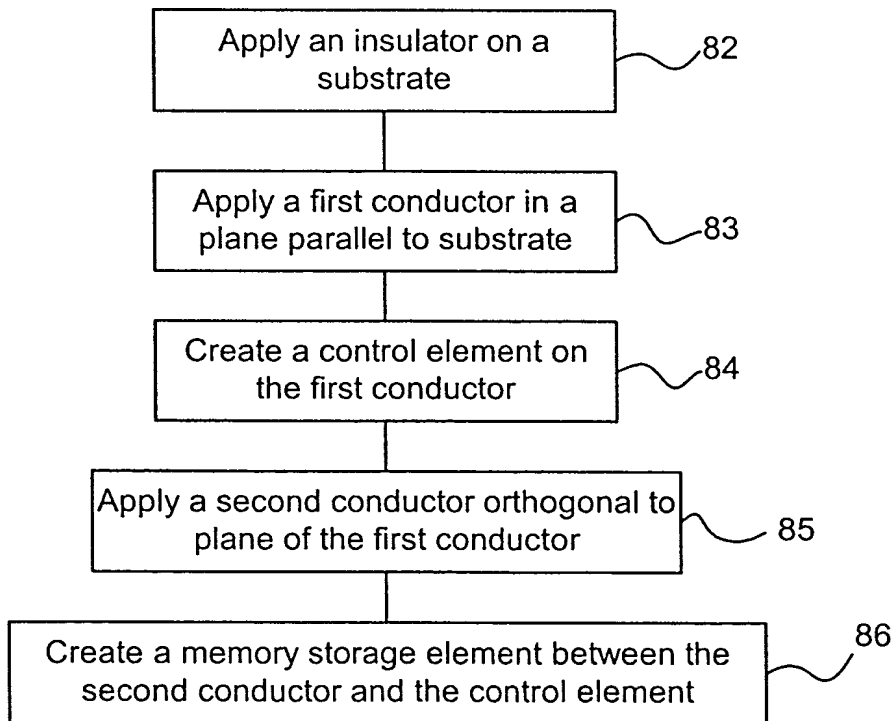 Apply an insulator on a
substrate
82
Apply a first conductor in a
plane parallel to substrate
83
Create a control element on
the first conductor
84
Apply a second conductor orthogonal to
plane of the first conductor
85
Create a memory storage element between the
second conductor and the control element
86